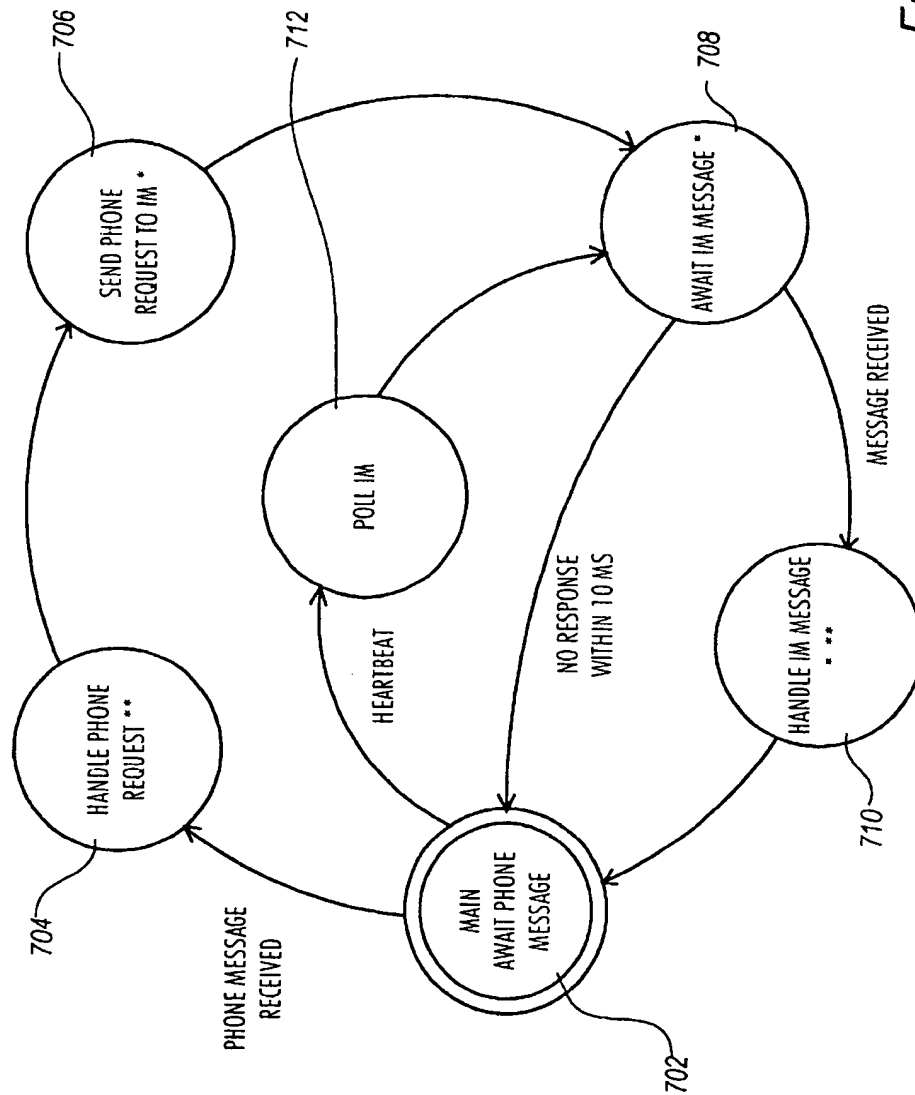 706
SEND PHONE
REQUEST TO IM *
712
708
AWAIT IM MESSAGE *
POLL IM
MESSAGE RECEIVED
HANDLE PHONE
REQUEST **
HEARTBEAT
NO RESPONSE
WITHIN 10 MS
HANDLE IM MESSAGE
* **
704
710
PHONE MESSAGE
RECEIVED
MAIN
AWAIT PHONE
MESSAGE
702